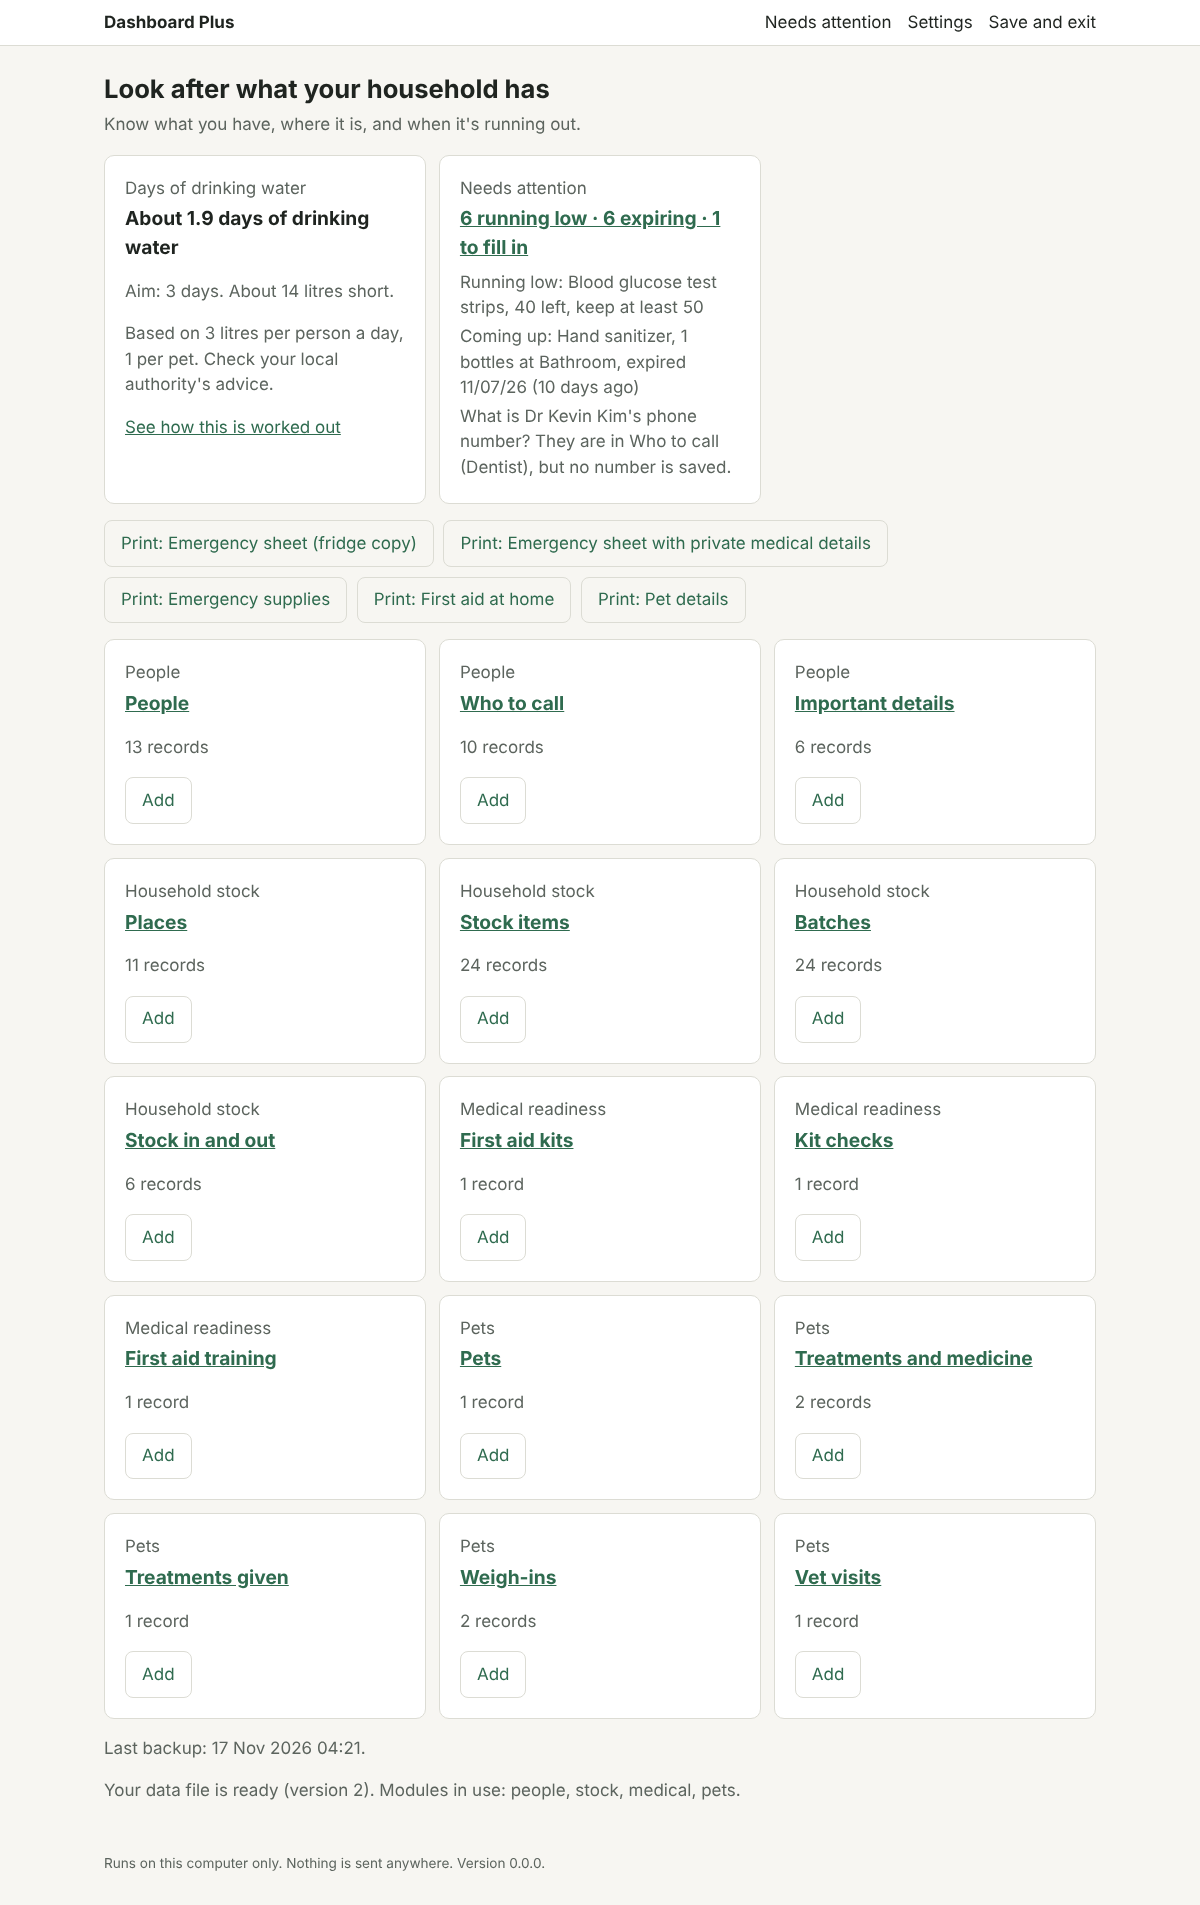 Dashboard Plus
Needs attention
Settings
Save and exit
Look after what your household has
Know what you have, where it is, and when it's running out.
Days of drinking water
About 1.9 days of drinking
water
Aim: 3 days. About 14 litres short.
Based on 3 litres per person a day,
1 per pet. Check your local
authority's advice.
See how this is worked out
Needs attention
6 running low · 6 expiring · 1
to fill in
Running low: Blood glucose test
strips, 40 left, keep at least 50
Coming up: Hand sanitizer, 1
bottles at Bathroom, expired
11/07/26 (10 days ago)
What is Dr Kevin Kim's phone
number? They are in Who to call
(Dentist), but no number is saved.
Print: Emergency sheet (fridge copy)
Print: Emergency sheet with private medical details
Print: Emergency supplies
Print: First aid at home
Print: Pet details
People
People
13 records
Add
People
Who to call
10 records
Add
People
Important details
6 records
Add
Household stock
Places
11 records
Add
Household stock
Stock items
24 records
Add
Household stock
Batches
24 records
Add
Household stock
Stock in and out
6 records
Add
Medical readiness
First aid kits
1 record
Add
Medical readiness
Kit checks
1 record
Add
Medical readiness
First aid training
1 record
Add
Pets
Pets
1 record
Add
Pets
Treatments and medicine
2 records
Add
Pets
Treatments given
1 record
Add
Pets
Weigh-ins
2 records
Add
Pets
Vet visits
1 record
Add
Last backup: 17 Nov 2026 04:21.
Your data file is ready (version 2). Modules in use: people, stock, medical, pets.
Runs on this computer only. Nothing is sent anywhere. Version 0.0.0.